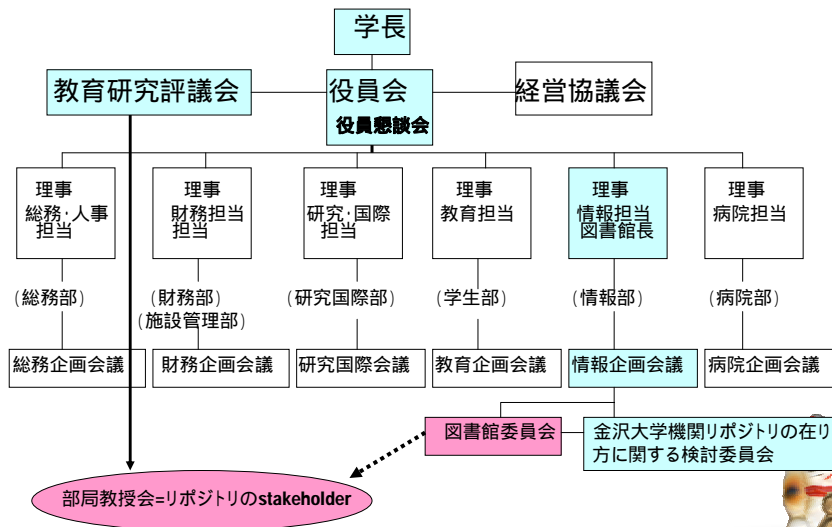 学長
教育研究評議会
役員会
役員懇談会
経営協議会
理事
総務・人事
担当
理事
財務担当
担当
理事
研究・国際
担当
理事
教育担当
理事
情報担当
図書館長
理事
病院担当
(総務部)
(財務部)
(施設管理部)
(研究国際部)
(学生部)
(情報部)
(病院部)
総務企画会議
財務企画会議
研究国際会議
教育企画会議
情報企画会議
病院企画会議
図書館委員会
金沢大学機関リポジトリの在り
方に関する検討委員会
部局教授会=リポジトリのstakeholder